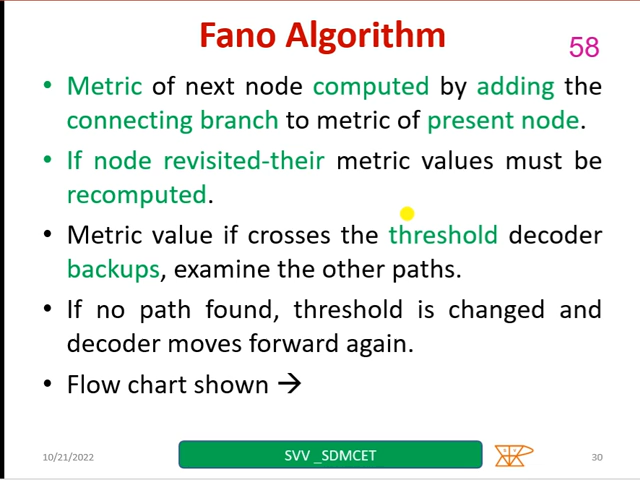 Fano Algorithm
58
• Metric of next node computed by adding the
connecting branch to metric of present node.
• If node revisited-their metric values must be
recomputed.
• Metric value if crosses the threshold decoder
backups, examine the other paths.
• If no path found, threshold is changed and
decoder moves forward again.
• Flow chart shown →
10/21/2022
SVV _SDMCET
30